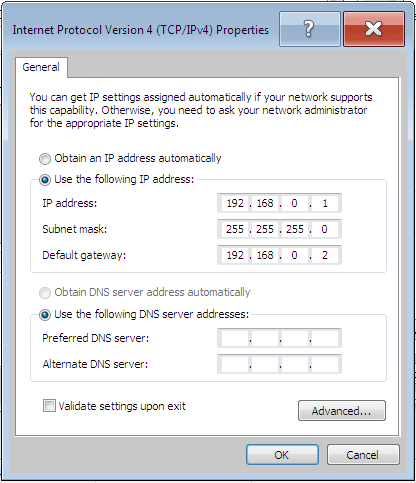 Internet Protocol Version 4 (TCP/IPv4) Properties
?
General
You can get IP settings assigned automatically if your network supports
this capability. Otherwise, you need to ask your network administrator
for the appropriate IP settings.
Obtain an IP address automatically
Use the following IP address:
IP address: 192 . 168 . 0 . 1
Subnet mask: 255 . 255 . 255 . 0
Default gateway: 192 . 168 . 0 . 2
Obtain DNS server address automatically
Use the following DNS server addresses:
Preferred DNS server: . . .
Alternate DNS server: . . .
Validate settings upon exit
Advanced...
OK Cancel